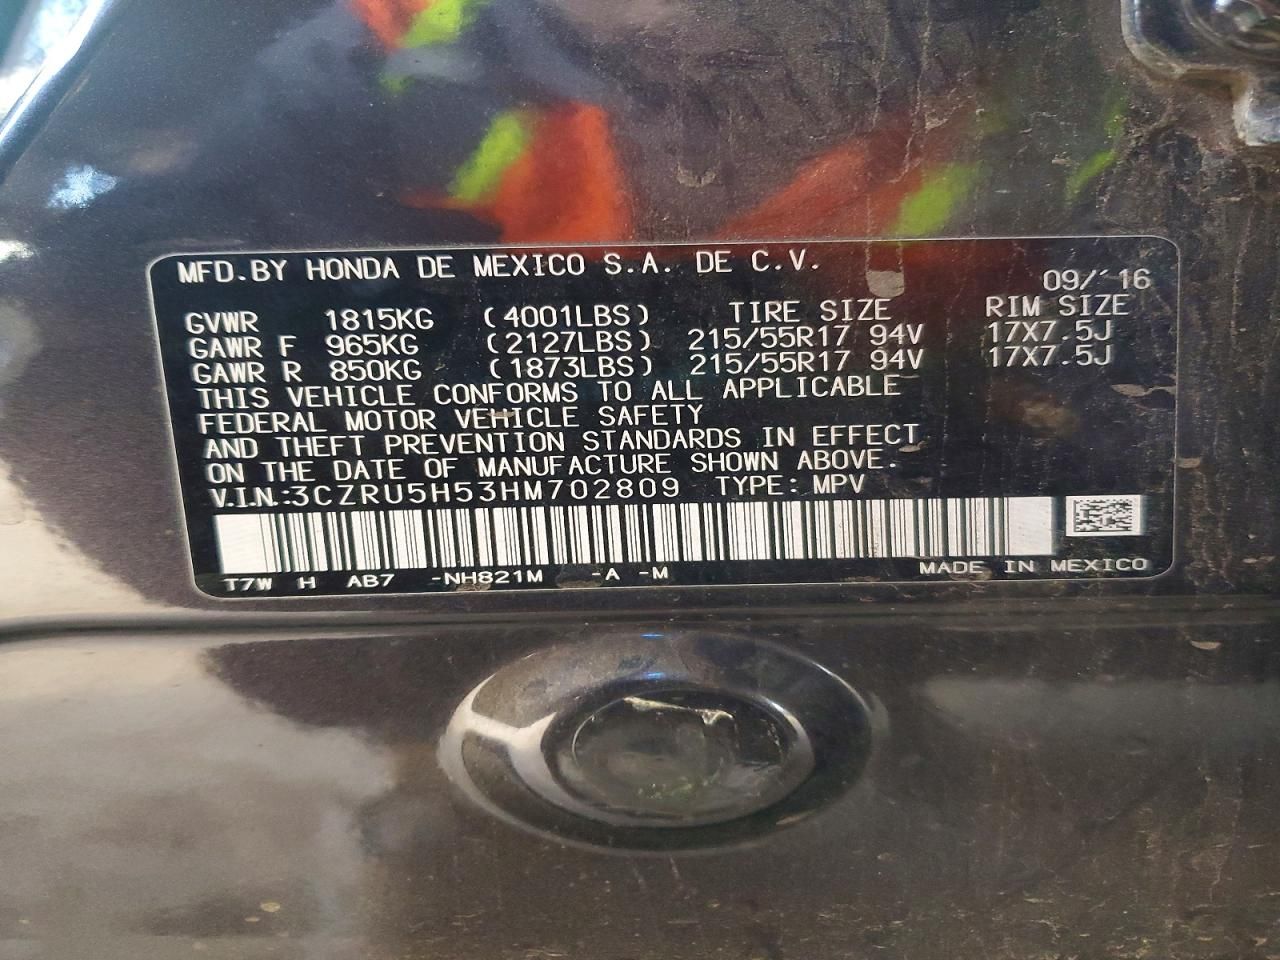 MFD.BY HONDA DE MEXICO S.A. DE C.V.
09/'16
GVWR 1815KG (4001LBS) TIRE SIZE RIM SIZE
GAWR F 965KG (2127LBS) 215/55R17 94V 17X7.5J
GAWR R 850KG (1873LBS) 215/55R17 94V 17X7.5J
THIS VEHICLE CONFORMS TO ALL APPLICABLE
FEDERAL MOTOR VEHICLE SAFETY
AND THEFT PREVENTION STANDARDS IN EFFECT
ON THE DATE OF MANUFACTURE SHOWN ABOVE.
V.I.N.:3CZRU5H53HM702809 TYPE: MPV
T7W H AB7 -NH821M -A -M MADE IN MEXICO